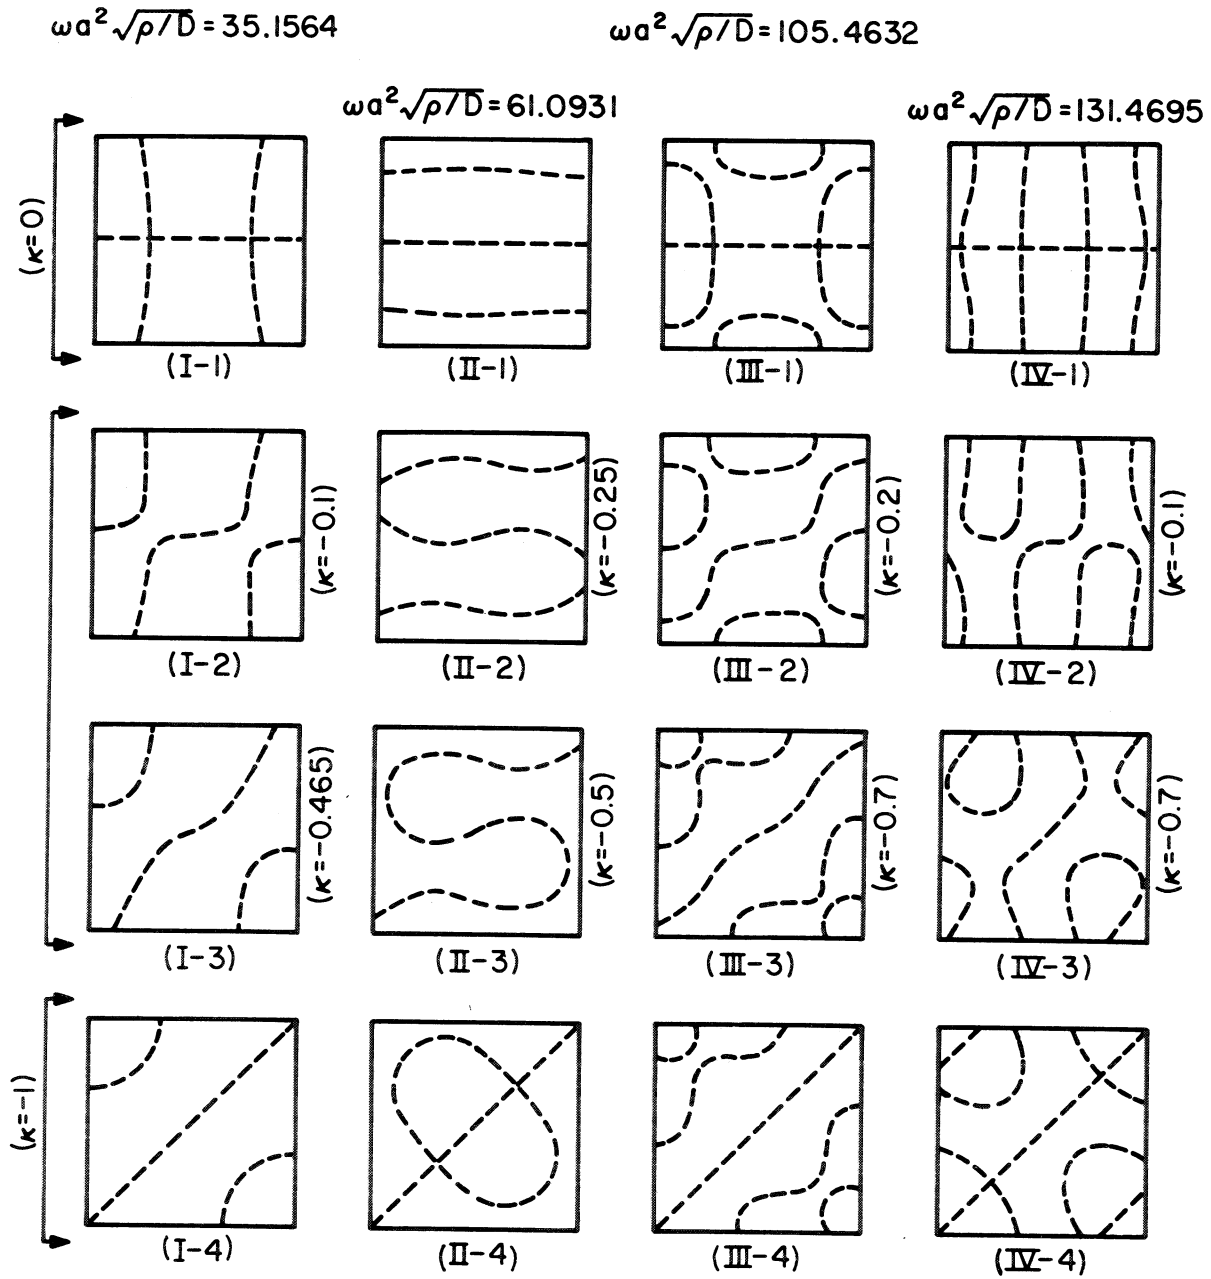 ωa²√ρ/D = 35.1564 ωa²√ρ/D = 105.4632
ωa²√ρ/D = 61.0931 ωa²√ρ/D = 131.4695
(κ=0)
(I-1) (II-1) (III-1) (IV-1)
(κ=-0.1) (κ=-0.25) (κ=-0.2) (κ=-0.1)
(I-2) (II-2) (III-2) (IV-2)
(κ=-0.465) (κ=-0.5) (κ=-0.7) (κ=-0.7)
(I-3) (II-3) (III-3) (IV-3)
(κ=-1)
(I-4) (II-4) (III-4) (IV-4)